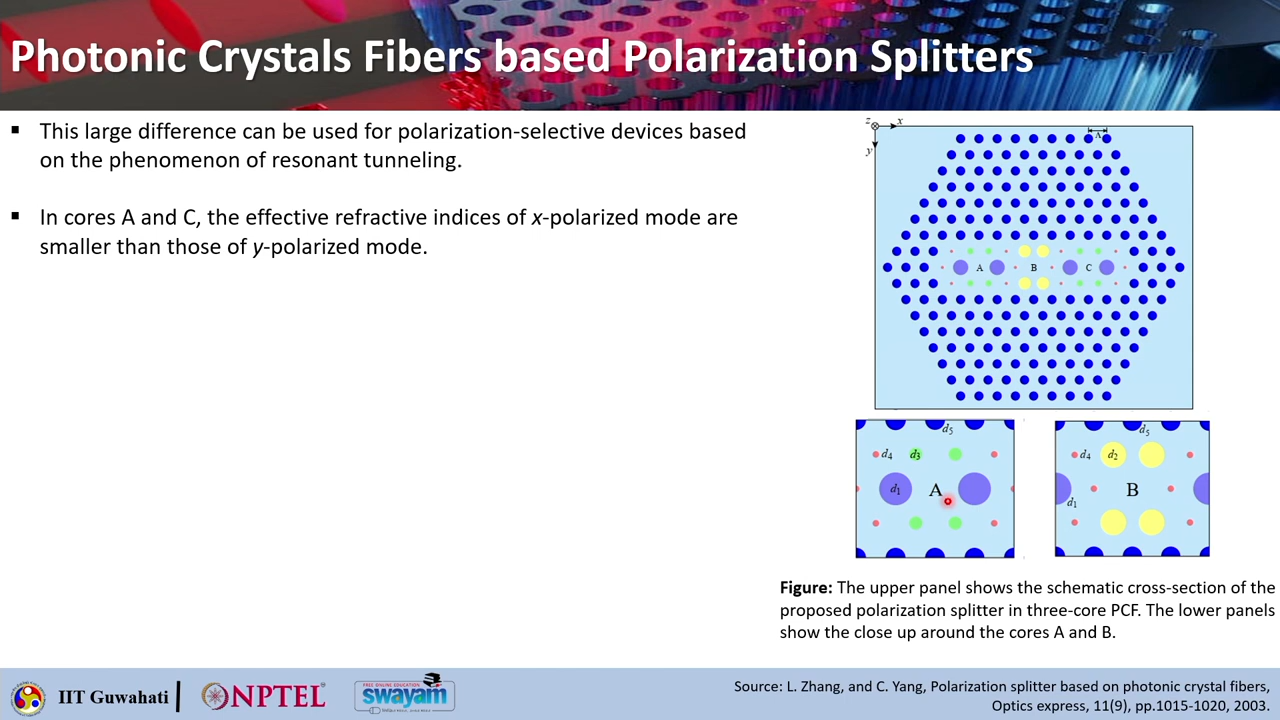 Photonic Crystals Fibers based Polarization Splitters
▪ This large difference can be used for polarization-selective devices based
on the phenomenon of resonant tunneling.
▪ In cores A and C, the effective refractive indices of x-polarized mode are
smaller than those of y-polarized mode.
z x
y
Λ
A B C
d5
d4 d3
d1 A
d5
d4 d2
B
d1
Figure: The upper panel shows the schematic cross-section of the
proposed polarization splitter in three-core PCF. The lower panels
show the close up around the cores A and B.
IIT Guwahati
NPTEL
FREE ONLINE EDUCATION
swayam
Source: L. Zhang, and C. Yang, Polarization splitter based on photonic crystal fibers,
Optics express, 11(9), pp.1015-1020, 2003.